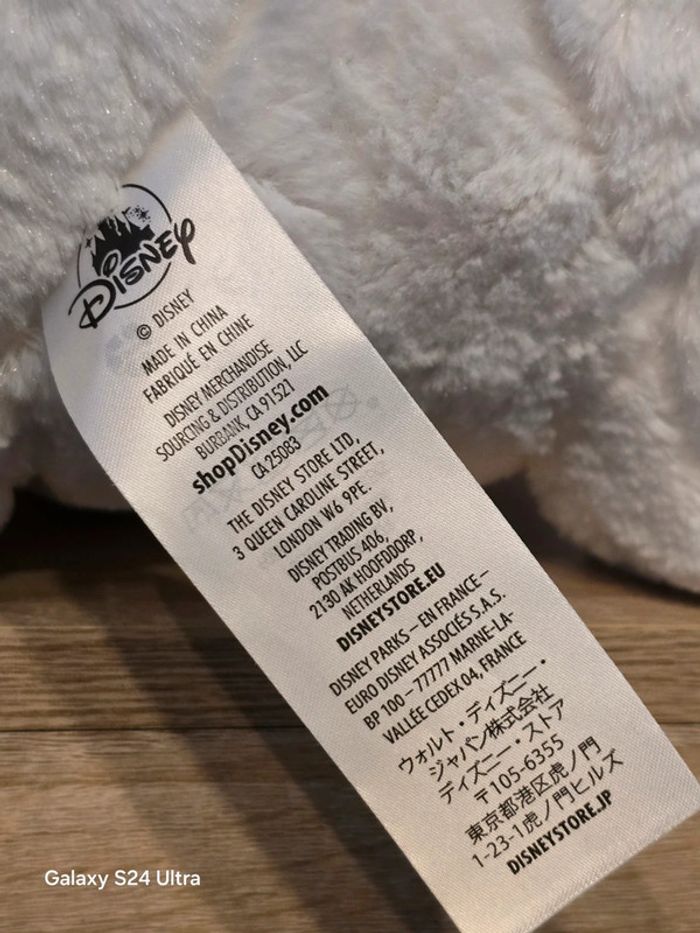 Disney
© DISNEY
MADE IN CHINA
FABRIQUÉ EN CHINE
DISNEY MERCHANDISE
SOURCING & DISTRIBUTION, LLC
BURBANK, CA 91521
shopDisney.com
CA 25083
THE DISNEY STORE LTD,
3 QUEEN CAROLINE STREET,
LONDON W6 9PE.
DISNEY TRADING BV,
POSTBUS 406,
2130 AK HOOFDDORP,
NETHERLANDS
DISNEYSTORE.EU
DISNEY PARKS — EN FRANCE —
EURO DISNEY ASSOCIÉS S.A.S.
BP 100 – 77777 MARNE-LA-
VALLÉE CEDEX 04, FRANCE
ウォルト・ディズニー・
ジャパン株式会社
ディズニー・ストア
〒105-6355
東京都港区虎ノ門
1-23-1虎ノ門ヒルズ
DISNEYSTORE.JP
Galaxy S24 Ultra